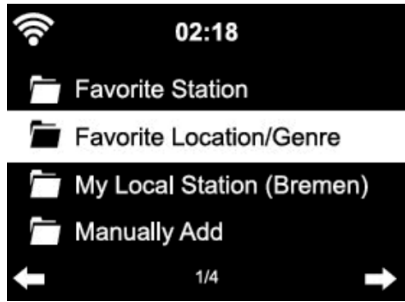 02:18
Favorite Station
Favorite Location/Genre
My Local Station (Bremen)
Manually Add
1/4